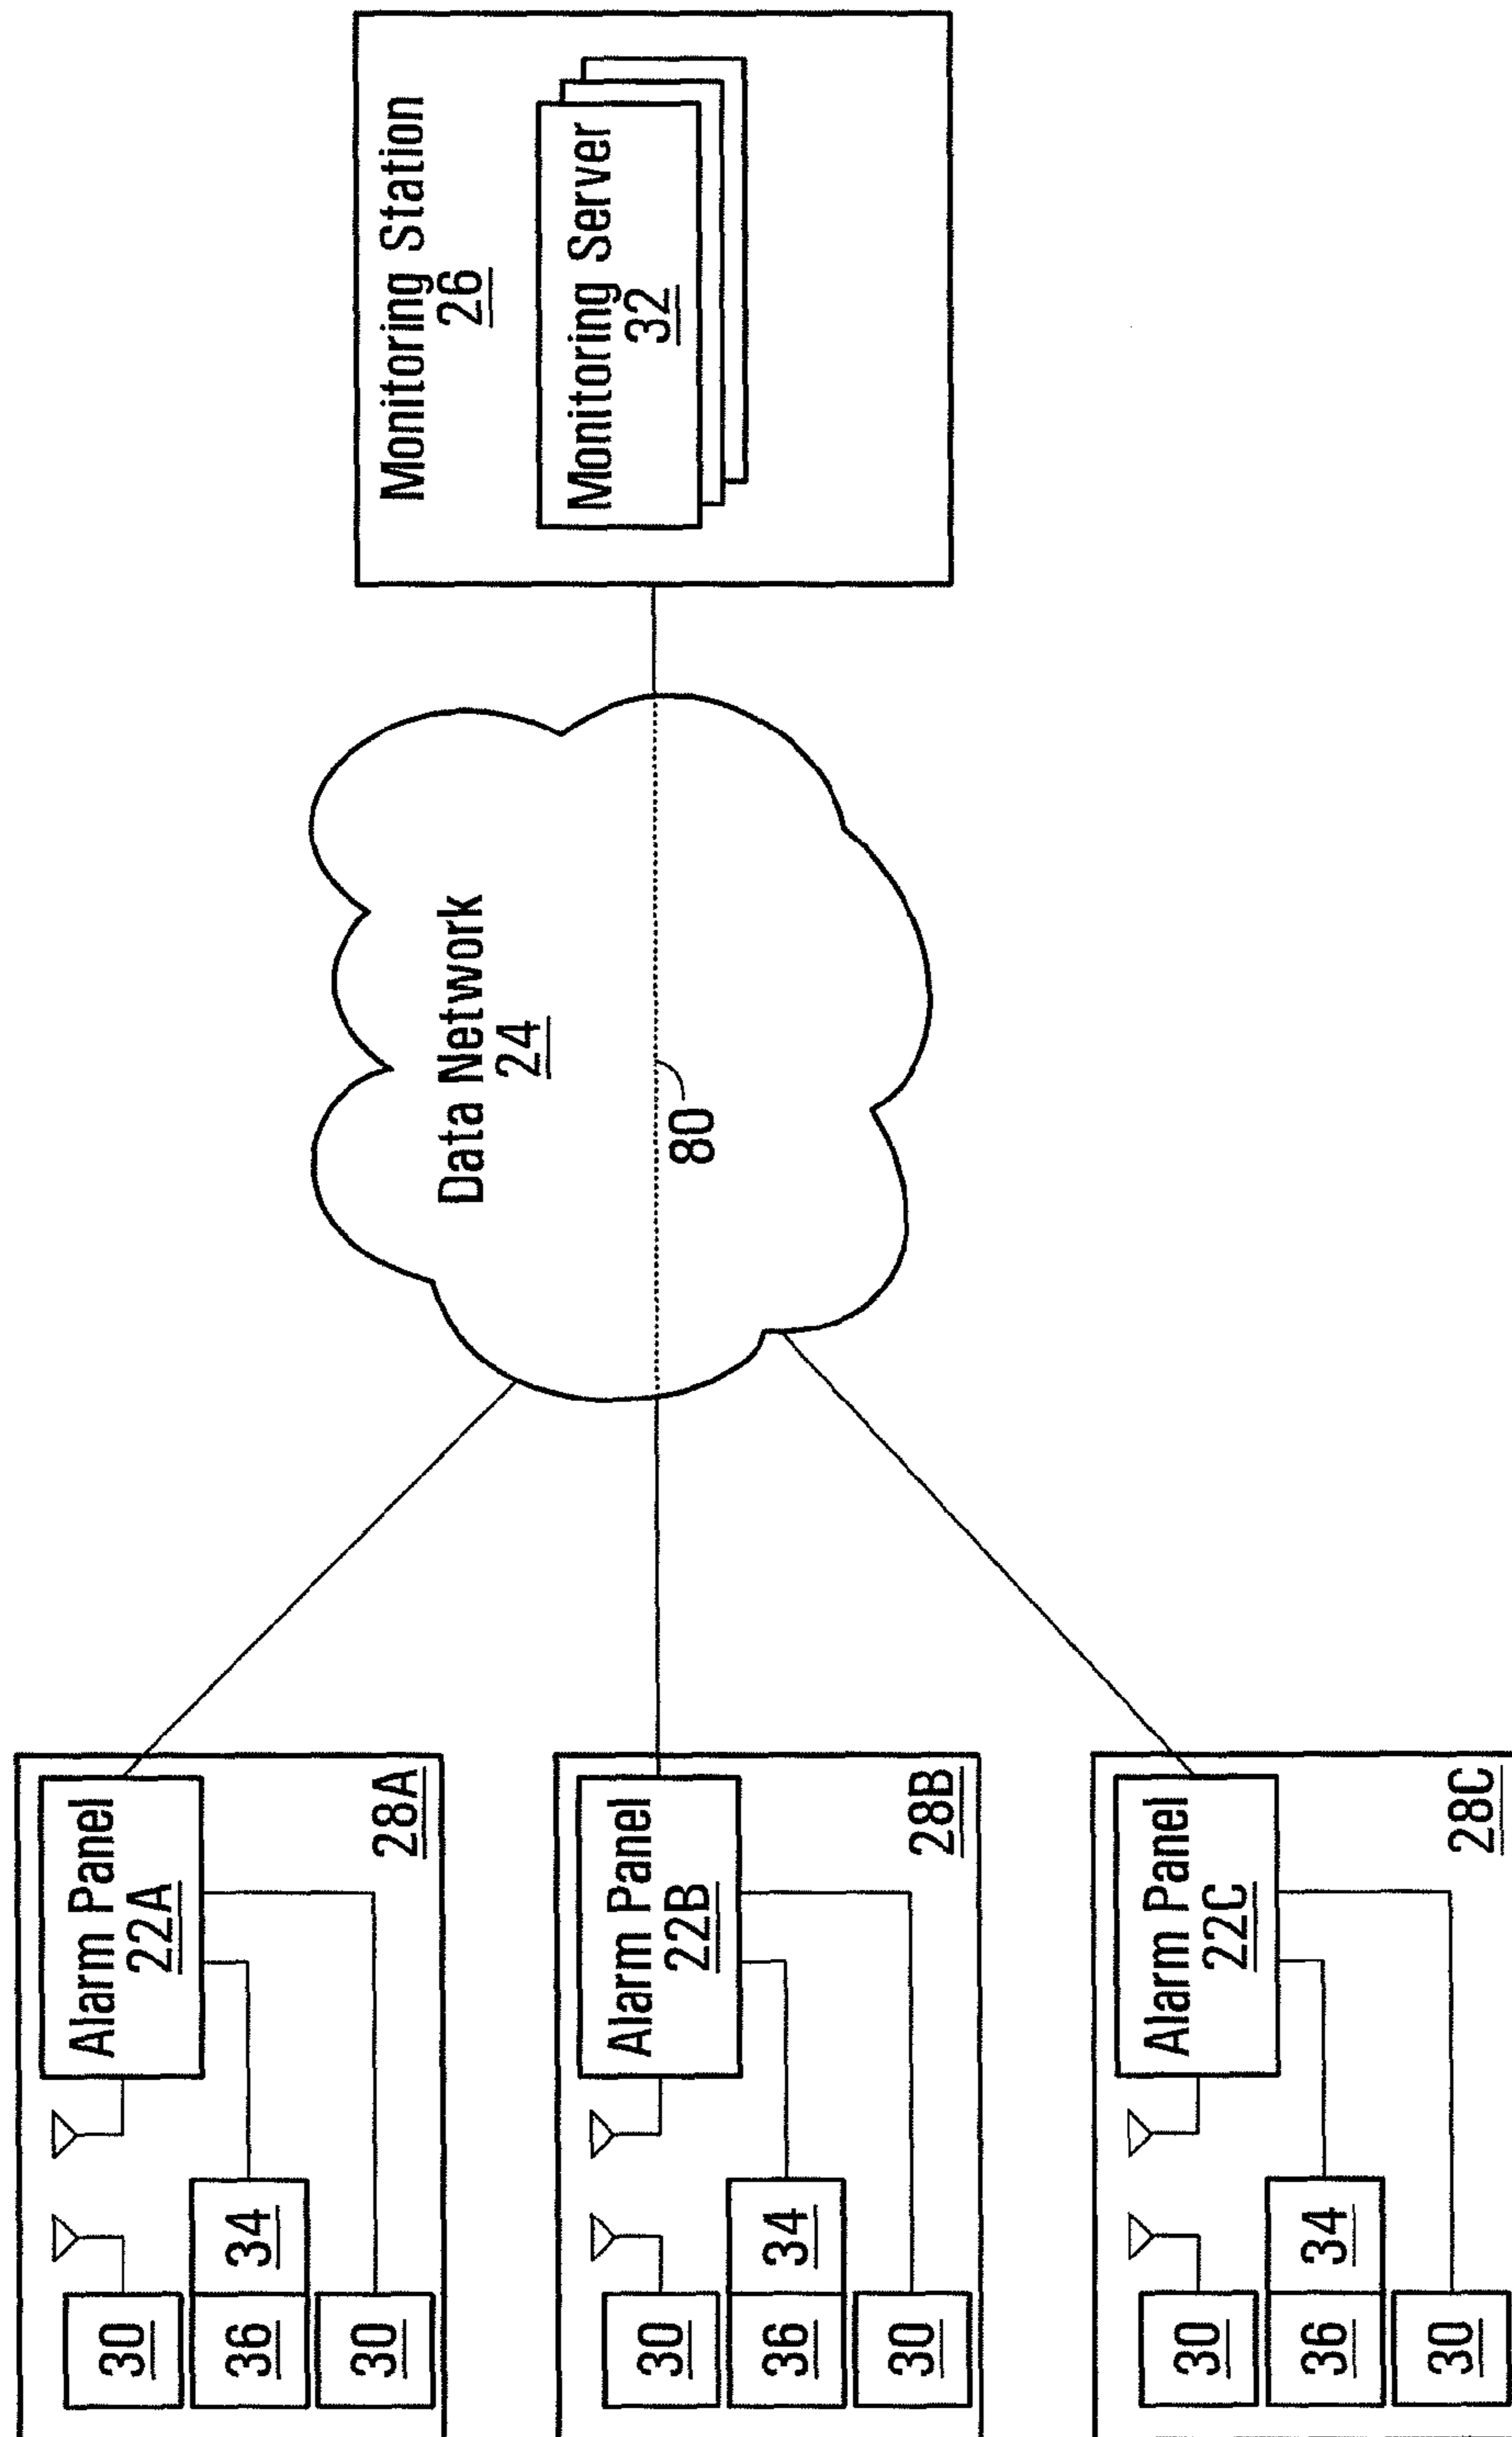 Alarm Panel
22A
30
34
36
30
28A
Alarm Panel
22B
30
34
36
30
28B
Alarm Panel
22C
30
34
36
30
28C
Data Network
24
80
Monitoring Station
26
Monitoring Server
32